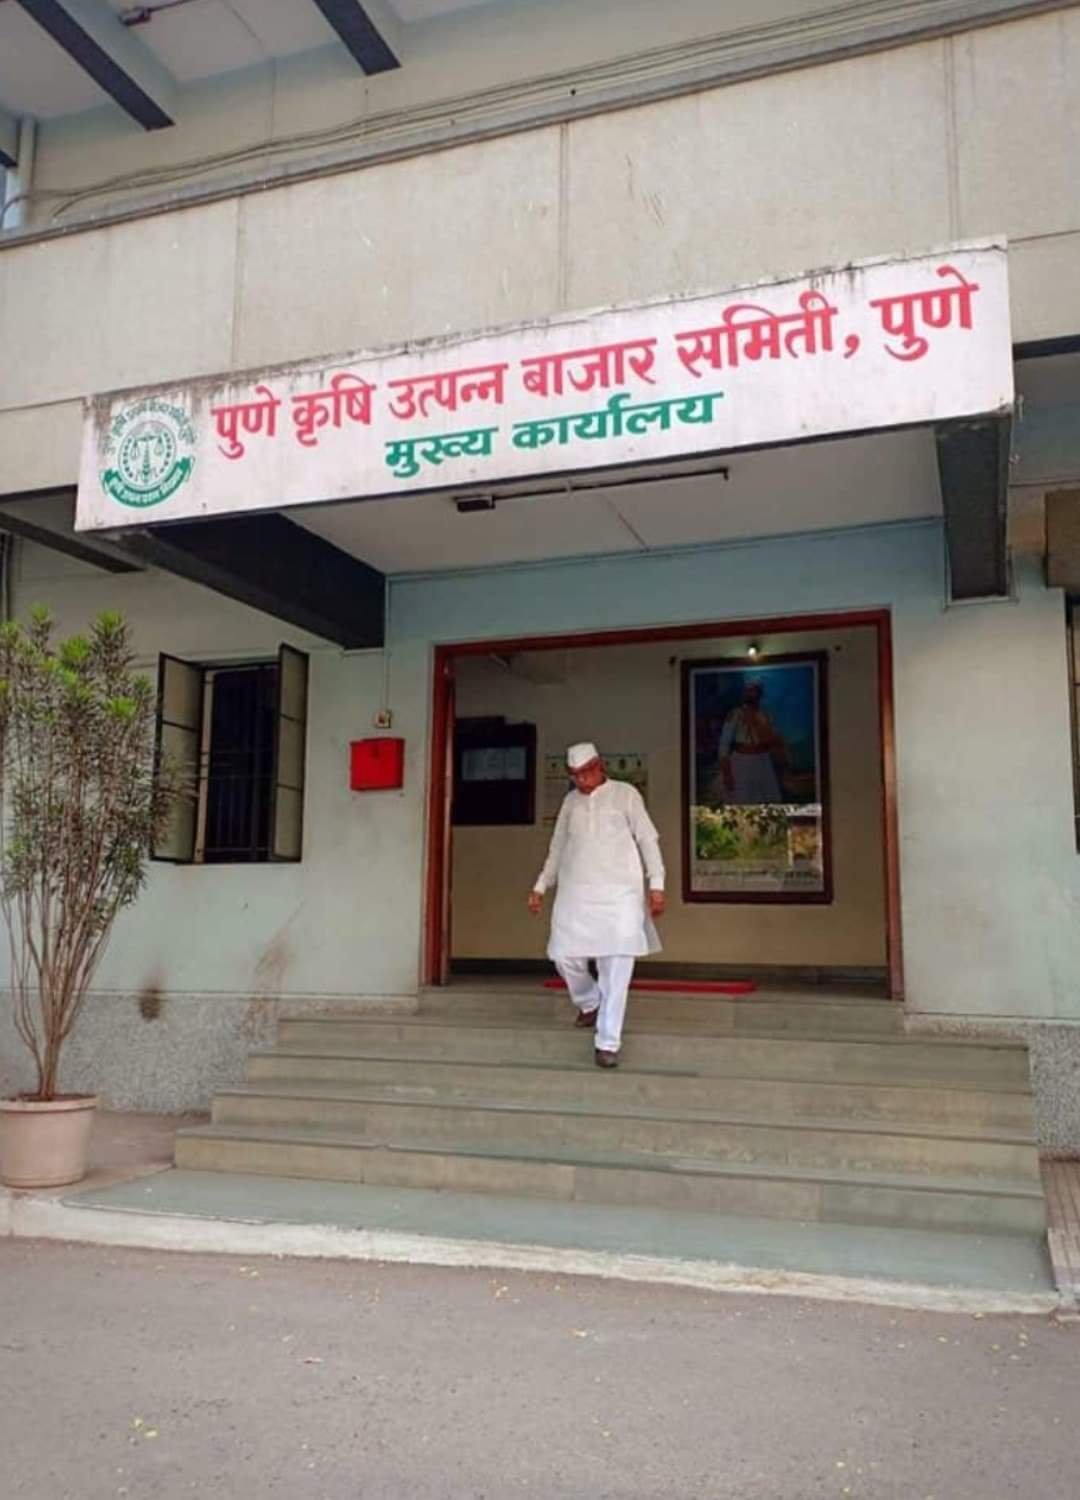 पुणे कृषि उत्पन्न बाजार समिती, पुणे
मुख्य कार्यालय